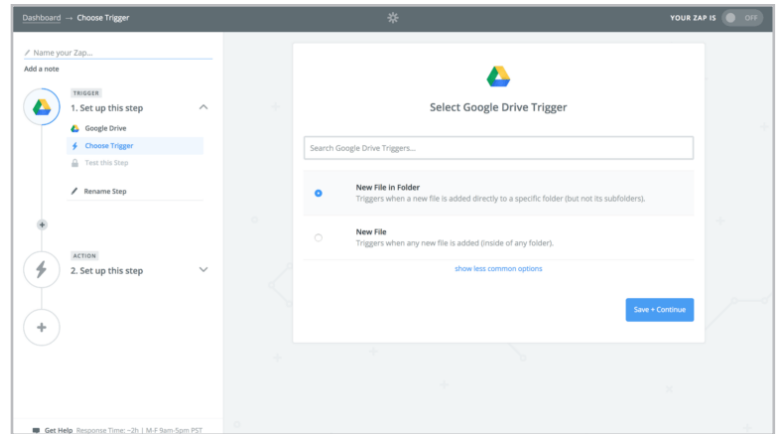 Dashboard → Choose Trigger
YOUR ZAP IS OFF
Name your Zap...
Add a note
TRIGGER
1. Set up this step
Google Drive
Choose Trigger
Test this Step
Rename Step
ACTION
2. Set up this step
Get Help Response Time: ~2h | M-F 9am-5pm PST
Select Google Drive Trigger
Search Google Drive Triggers...
New File in Folder
Triggers when a new file is added directly to a specific folder (but not its subfolders).
New File
Triggers when any new file is added (inside of any folder).
show less common options
Save + Continue